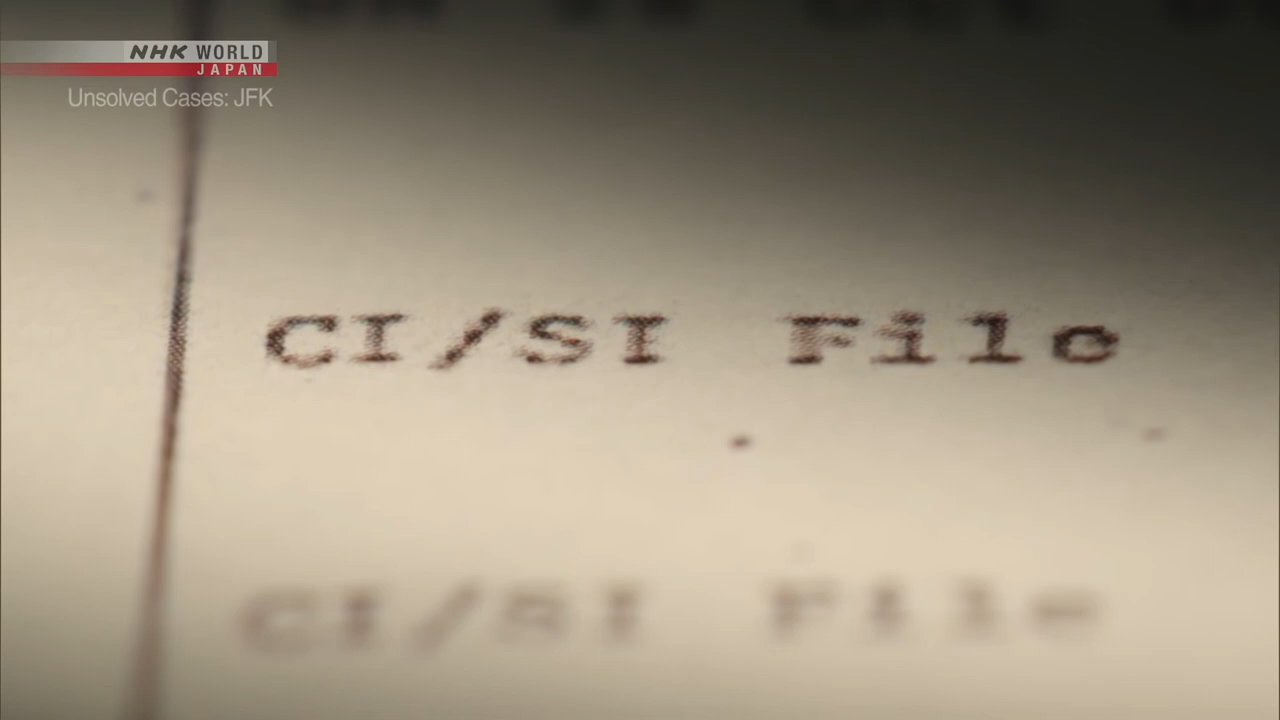 NHK WORLD
JAPAN
Unsolved Cases: JFK
CI/SI File
CI/SI File